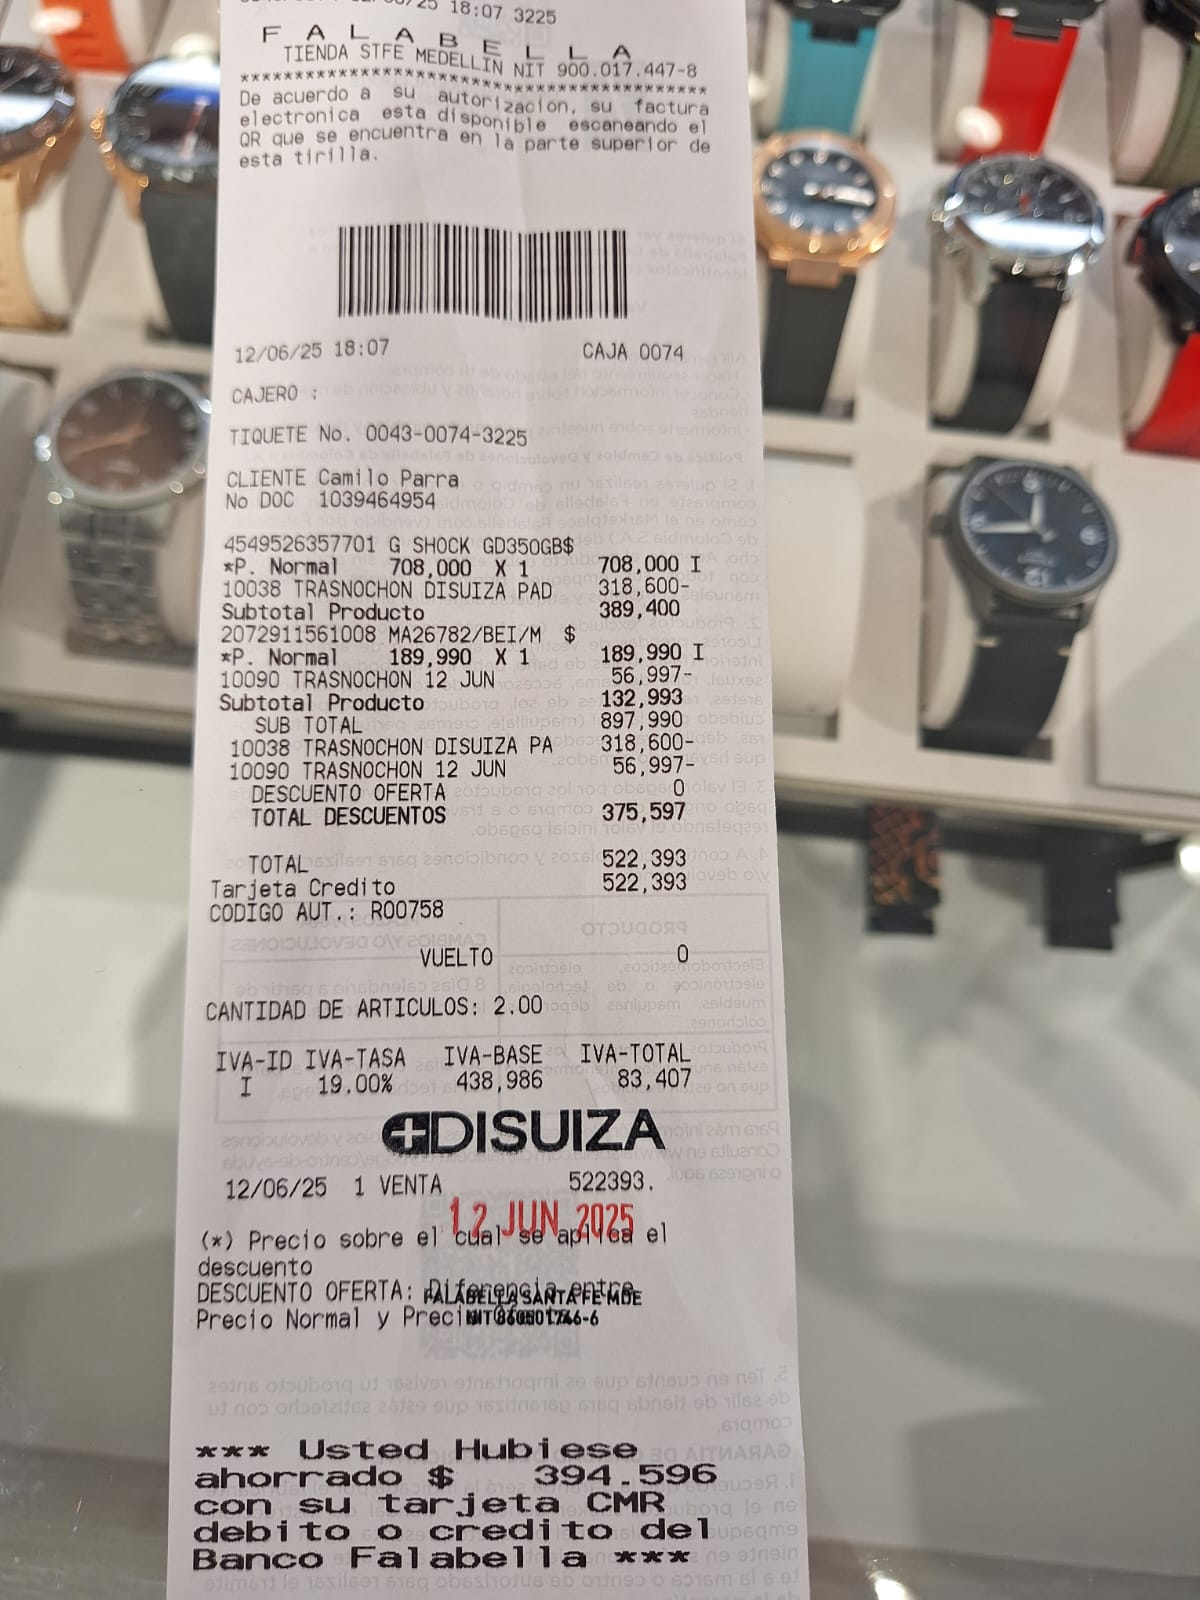 /25 18:07 3225
F A L A B E L L A
TIENDA STFE MEDELLIN NIT 900.017.447-8
****************************************
De acuerdo a su autorizacion, su factura
electronica esta disponible escaneando el
QR que se encuentra en la parte superior de
esta tirilla.
12/06/25 18:07 CAJA 0074
CAJERO :
TIQUETE No. 0043-0074-3225
CLIENTE Camilo Parra
No DOC 1039464954
4549526357701 G SHOCK GD350GB$
*P. Normal 708,000 X 1 708,000 I
10038 TRASNOCHON DISUIZA PAD 318,600-
Subtotal Producto 389,400
2072911561008 MA26782/BEI/M $
*P. Normal 189,990 X 1 189,990 I
10090 TRASNOCHON 12 JUN 56,997-
Subtotal Producto 132,993
SUB TOTAL 897,990
10038 TRASNOCHON DISUIZA PA 318,600-
10090 TRASNOCHON 12 JUN 56,997-
DESCUENTO OFERTA 0
TOTAL DESCUENTOS 375,597
TOTAL 522,393
Tarjeta Credito 522,393
CODIGO AUT.: R00758
VUELTO 0
CANTIDAD DE ARTICULOS: 2.00
IVA-ID IVA-TASA IVA-BASE IVA-TOTAL
I 19.00% 438,986 83,407
DISUIZA
12/06/25 1 VENTA 522393.
12 JUN 2025
(*) Precio sobre el cual se aplica el
descuento
DESCUENTO OFERTA: Diferencia entre
FALABELLA SANTA FE MDE
Precio Normal y Preci
NIT
*** Usted Hubiese
ahorrado $ 394.596
con su tarjeta CMR
debito o credito del
Banco Falabella ***